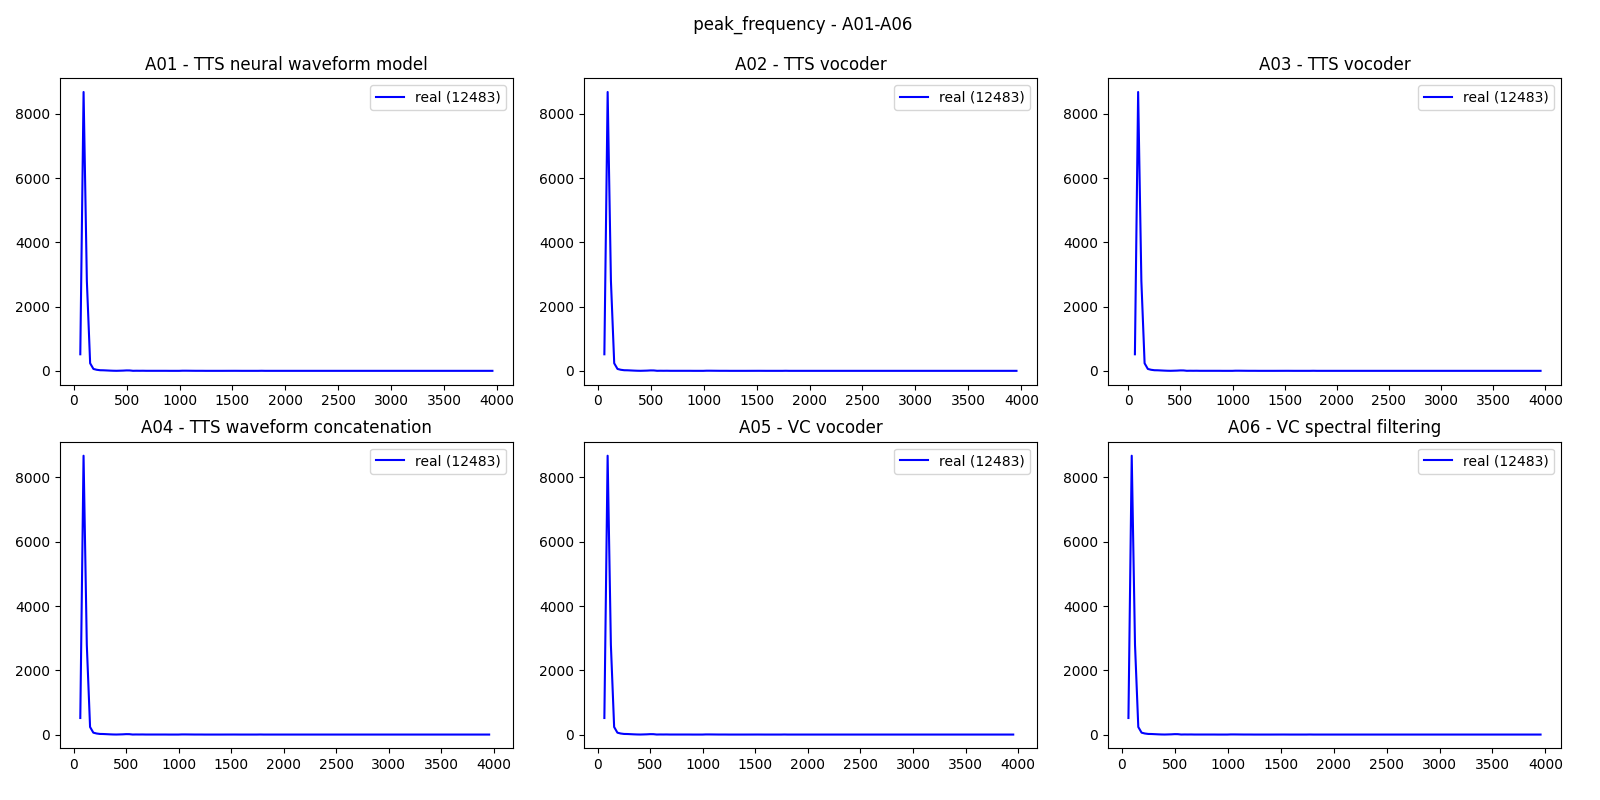 peak_frequency - A01-A06
A01 - TTS neural waveform model
A02 - TTS vocoder
A03 - TTS vocoder
real (12483)
real (12483)
real (12483)
8000
6000
4000
2000
0
8000
6000
4000
2000
0
8000
6000
4000
2000
0
0 500 1000 1500 2000 2500 3000 3500 4000
0 500 1000 1500 2000 2500 3000 3500 4000
0 500 1000 1500 2000 2500 3000 3500 4000
A04 - TTS waveform concatenation
A05 - VC vocoder
A06 - VC spectral filtering
real (12483)
real (12483)
real (12483)
8000
6000
4000
2000
0
8000
6000
4000
2000
0
8000
6000
4000
2000
0
0 500 1000 1500 2000 2500 3000 3500 4000
0 500 1000 1500 2000 2500 3000 3500 4000
0 500 1000 1500 2000 2500 3000 3500 4000